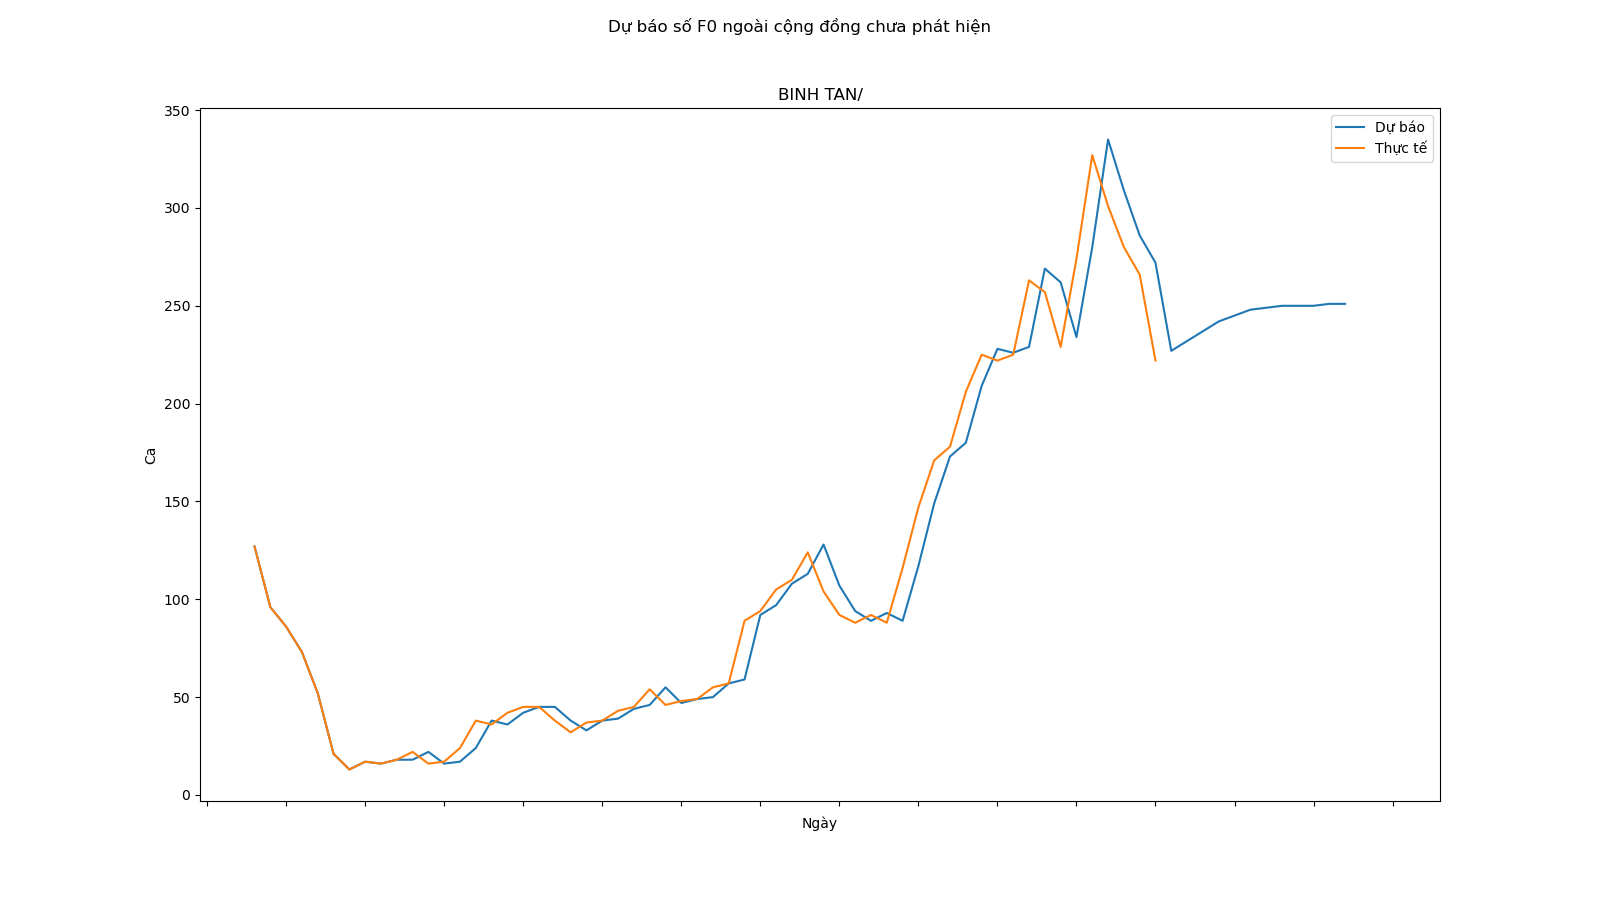 Dự báo số F0 ngoài cộng đồng chưa phát hiện
BINH TAN/
350
300
250
200
150
100
50
0
Ca
Ngày
Dự báo
Thực tế